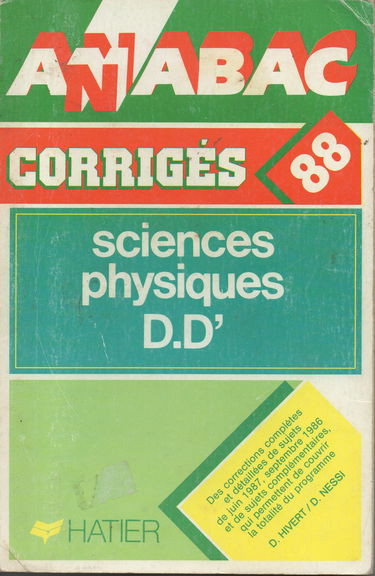 ANNABAC
CORRIGÉS
88
sciences
physiques
D.D'
Des corrections complètes
et détaillées de sujets
de juin 1987, septembre 1986
et de sujets complémentaires,
qui permettent de couvrir
la totalité du programme
D. HIVERT / D. NESSI
HATIER